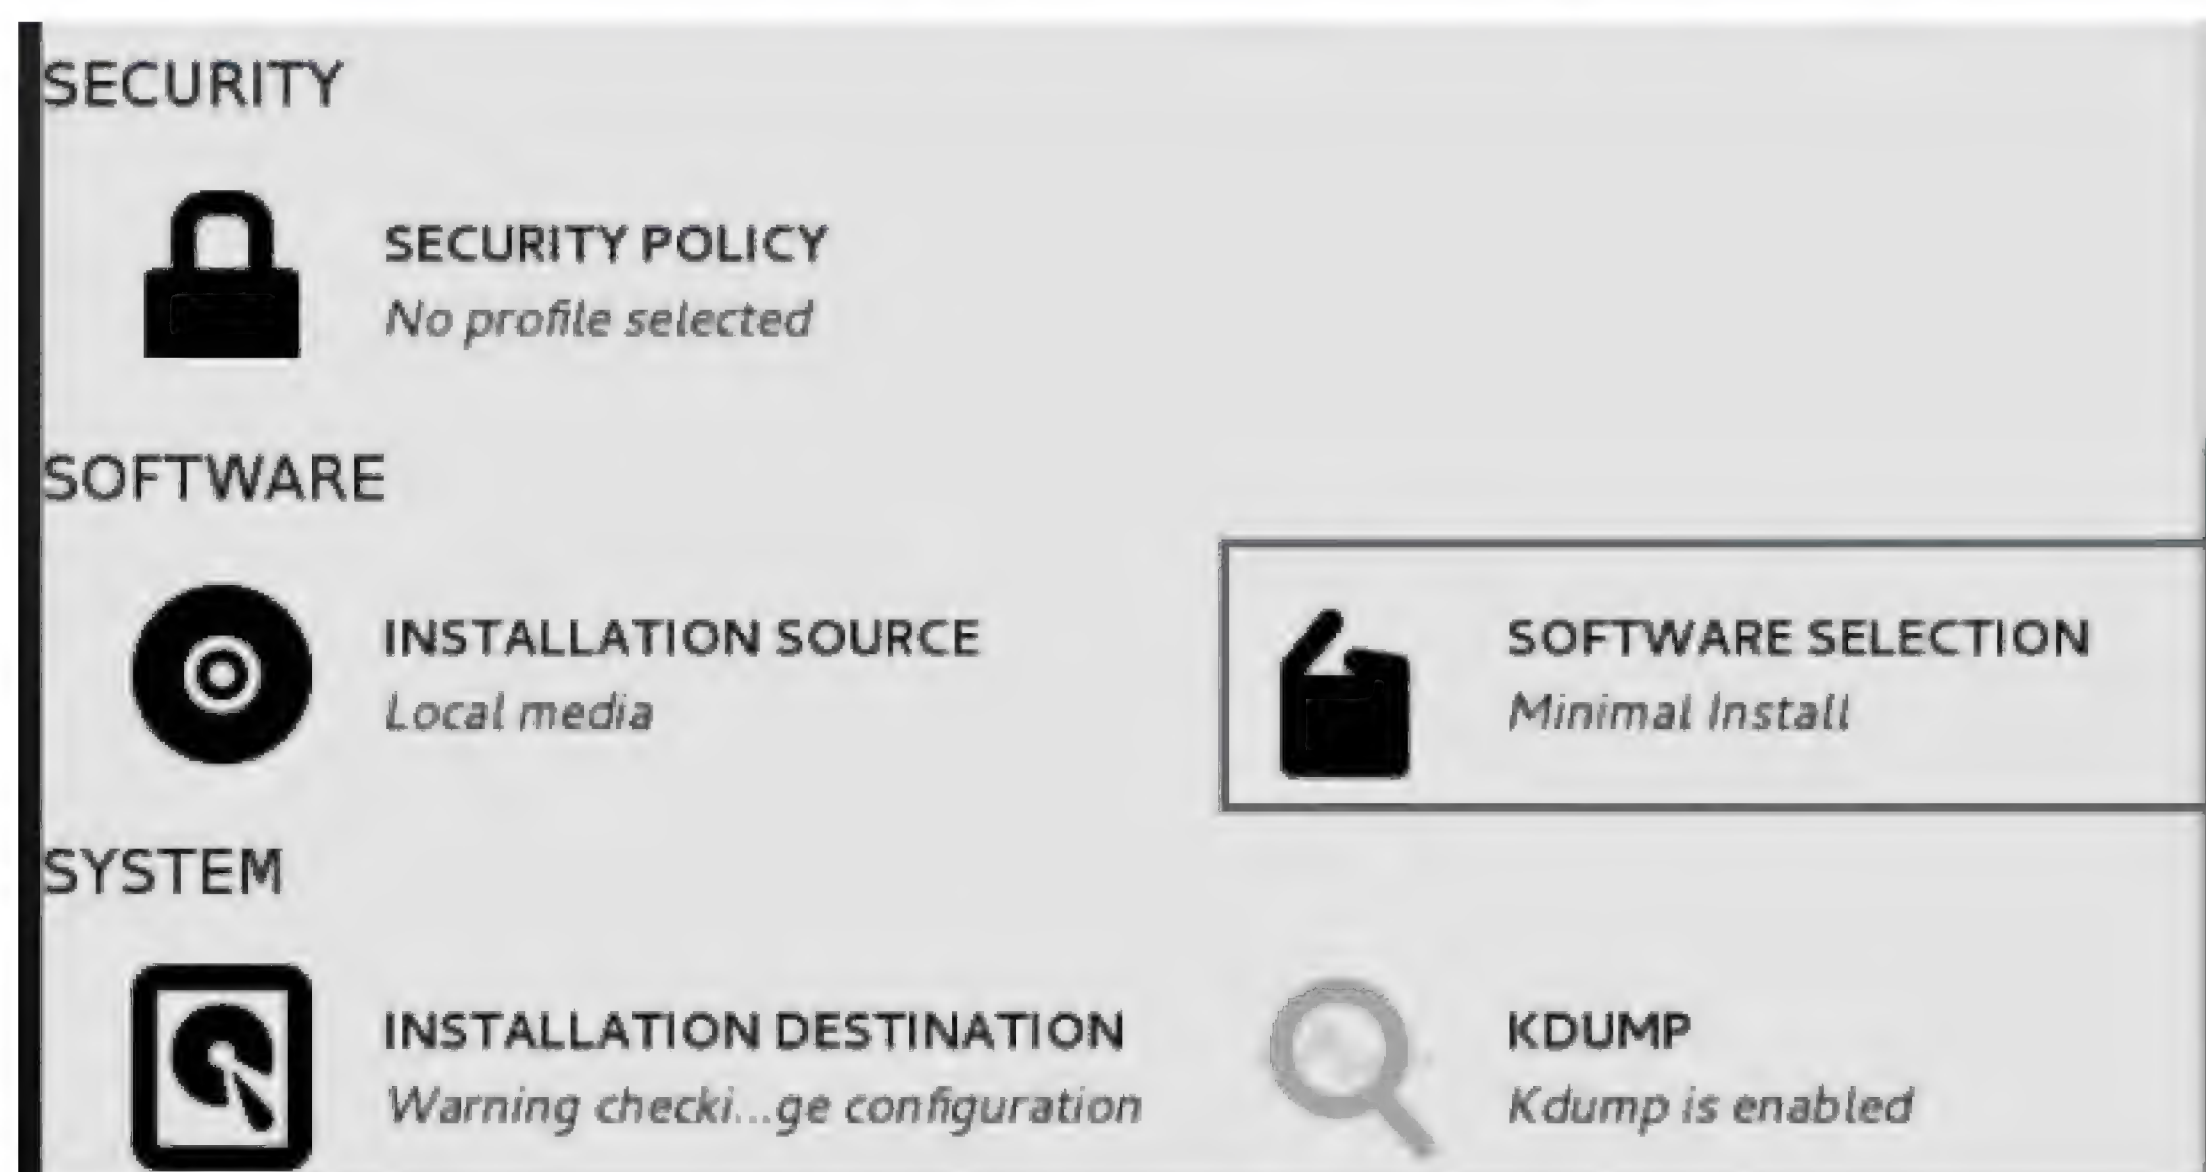 SECURITY
SECURITY POLICY
No profile selected
SOFTWARE
INSTALLATION SOURCE
Local media
SOFTWARE SELECTION
Minimal Install
SYSTEM
INSTALLATION DESTINATION
Warning checki...ge configuration
KDUMP
Kdump is enabled